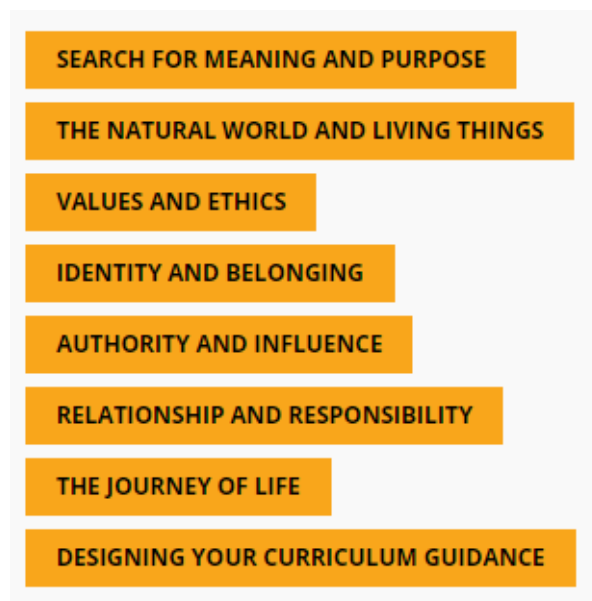 SEARCH FOR MEANING AND PURPOSE
THE NATURAL WORLD AND LIVING THINGS
VALUES AND ETHICS
IDENTITY AND BELONGING
AUTHORITY AND INFLUENCE
RELATIONSHIP AND RESPONSIBILITY
THE JOURNEY OF LIFE
DESIGNING YOUR CURRICULUM GUIDANCE